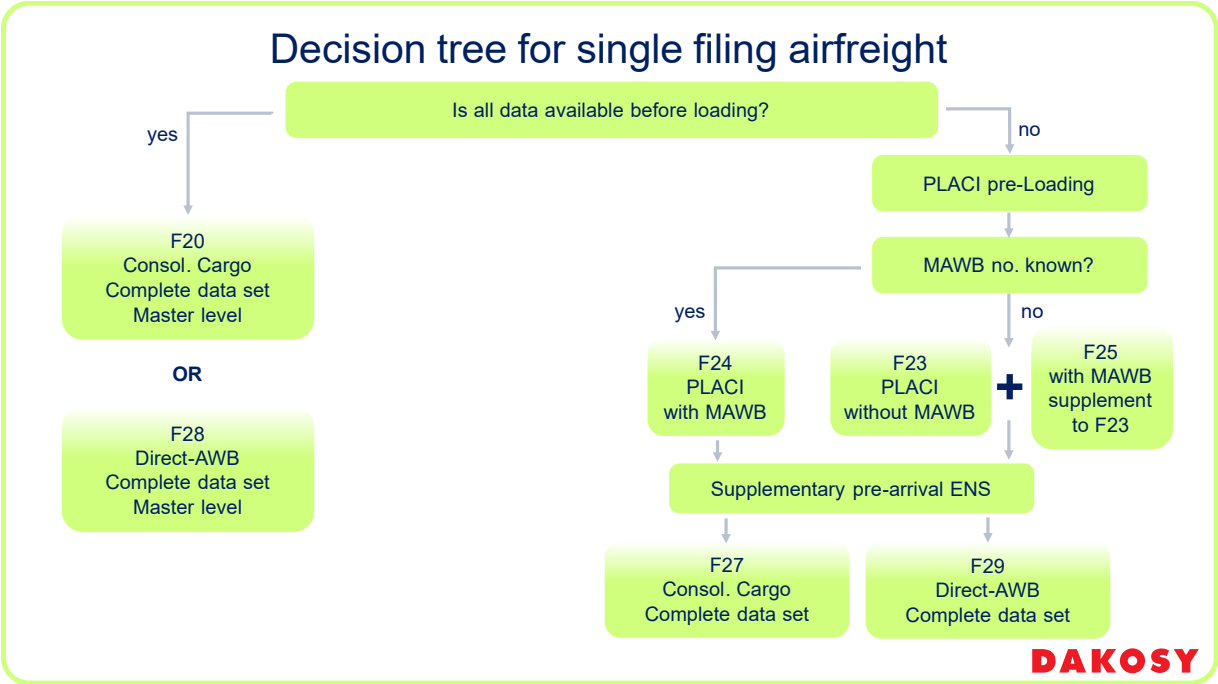 Decision tree for single filing airfreight
Is all data available before loading?
yes
no
PLACI pre-Loading
MAWB no. known?
F20
Consol. Cargo
Complete data set
Master level
OR
F28
Direct-AWB
Complete data set
Master level
yes
no
F24
PLACI
with MAWB
F23
PLACI
without MAWB
F25
with MAWB
supplement
to F23
Supplementary pre-arrival ENS
F27
Consol. Cargo
Complete data set
F29
Direct-AWB
Complete data set
DAKOSY